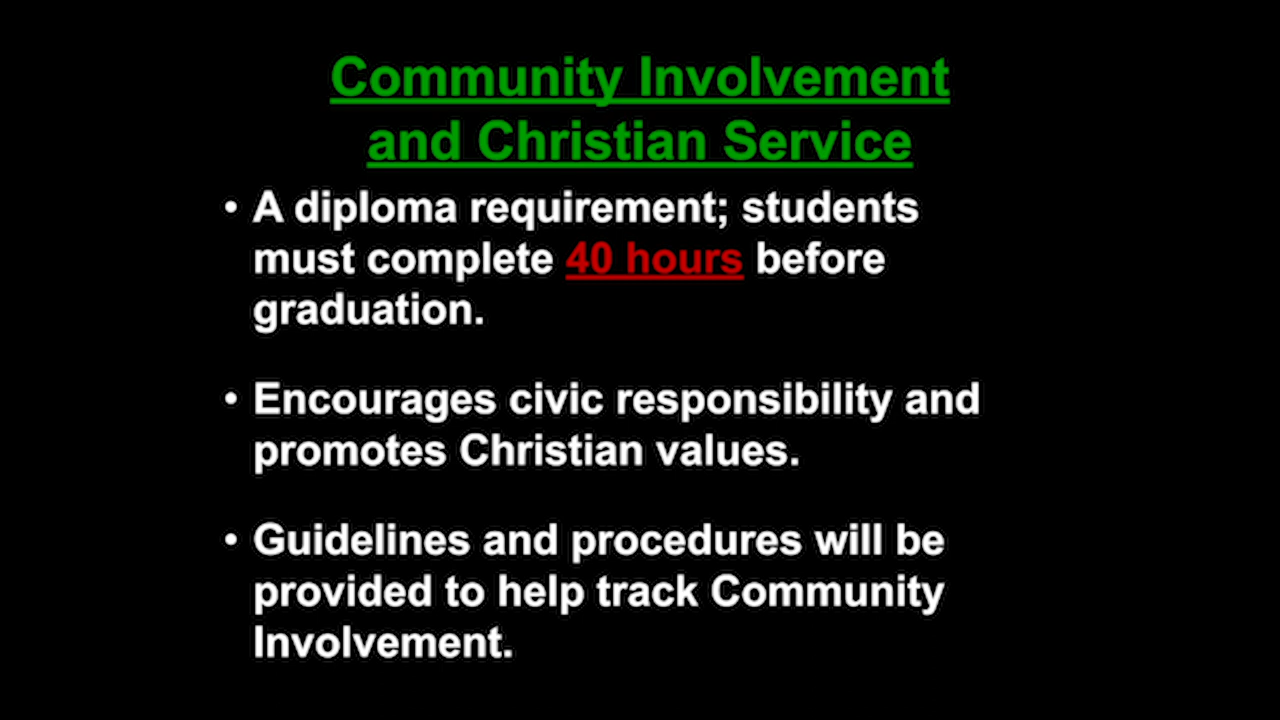 Community Involvement
and Christian Service
• A diploma requirement; students
must complete 40 hours before
graduation.
• Encourages civic responsibility and
promotes Christian values.
• Guidelines and procedures will be
provided to help track Community
Involvement.